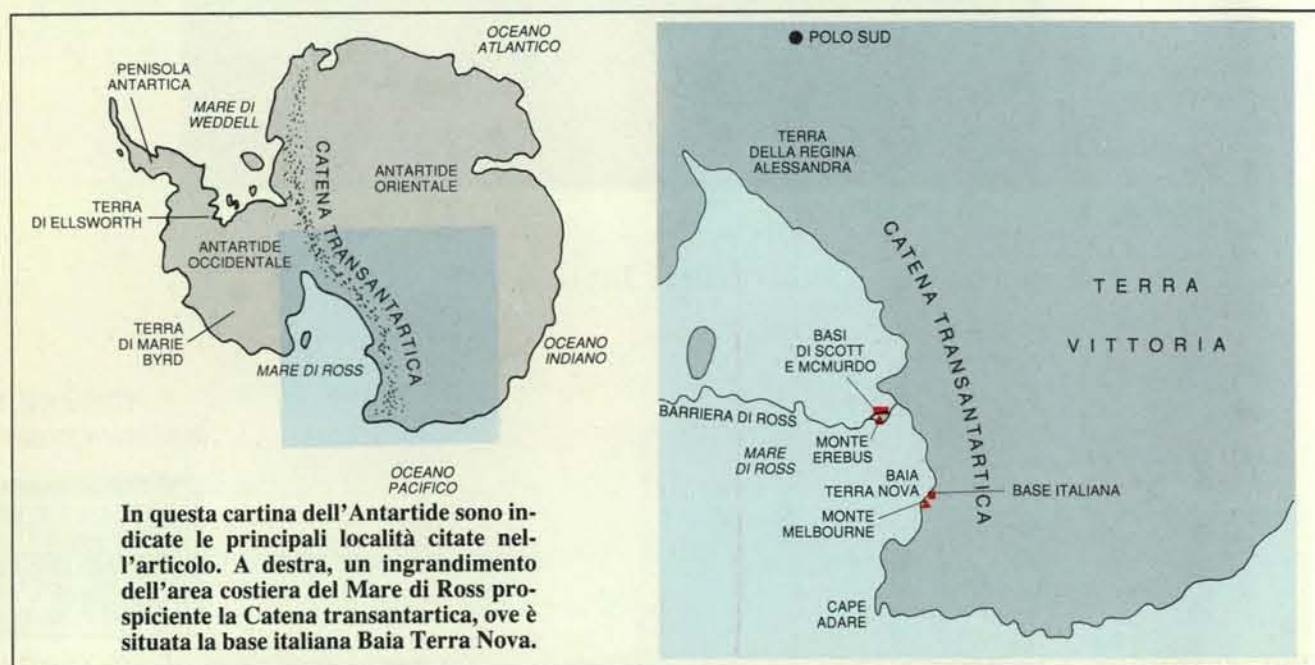 OCEANO
ATLANTICO
PENISOLA
ANTARTICA
MARE DI
WEDDELL
CATENA TRANSANTARTICA
ANTARTIDE
ORIENTALE
TERRA
DI ELLSWORTH
ANTARTIDE
OCCIDENTALE
TERRA
DI MARIE
BYRD
MARE DI ROSS
OCEANO
INDIANO
OCEANO
PACIFICO
In questa cartina dell'Antartide sono in-
dicate le principali località citate nel-
l'articolo. A destra, un ingrandimento
dell'area costiera del Mare di Ross pro-
spiciente la Catena transantartica, ove è
situata la base italiana Baia Terra Nova.
POLO SUD
TERRA
DELLA REGINA
ALESSANDRA
CATENA TRANSANTARTICA
TERRA
VITTORIA
BASI
DI SCOTT
E MCMURDO
BARRIERA DI ROSS
MONTE
EREBUS
MARE
DI ROSS
BAIA
TERRA NOVA
BASE ITALIANA
MONTE
MELBOURNE
CAPE
ADARE